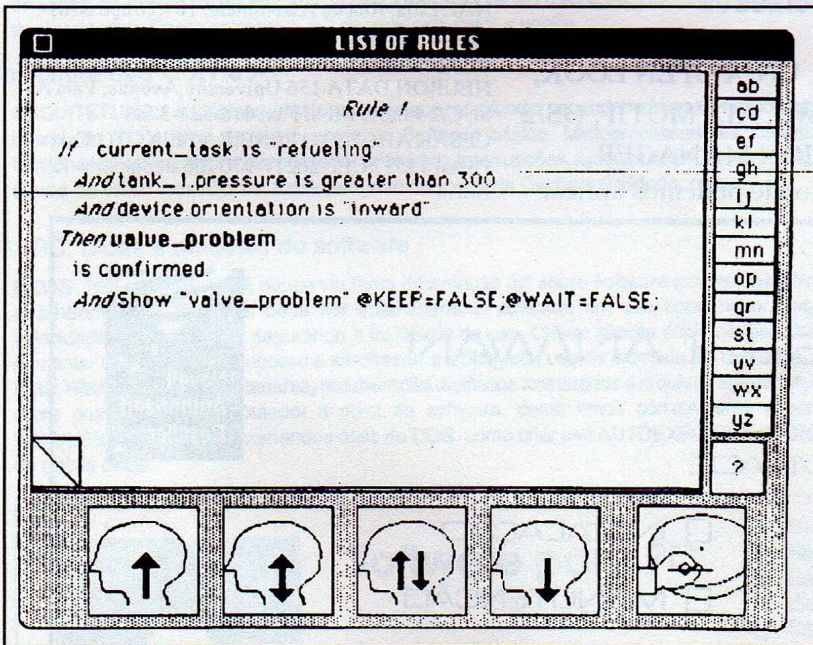 LIST OF RULES
Rule 1
If current_task is "refueling"
And tank_1.pressure is greater than 300
And device.orintation is "inward"
Then value_problem
is confirmed.
And Show "valve_problem" @KEEP=FALSE;@WAIT=FALSE;
ab
cd
ef
gh
ij
kl
mn
op
qr
st
uv
wx
yz
?